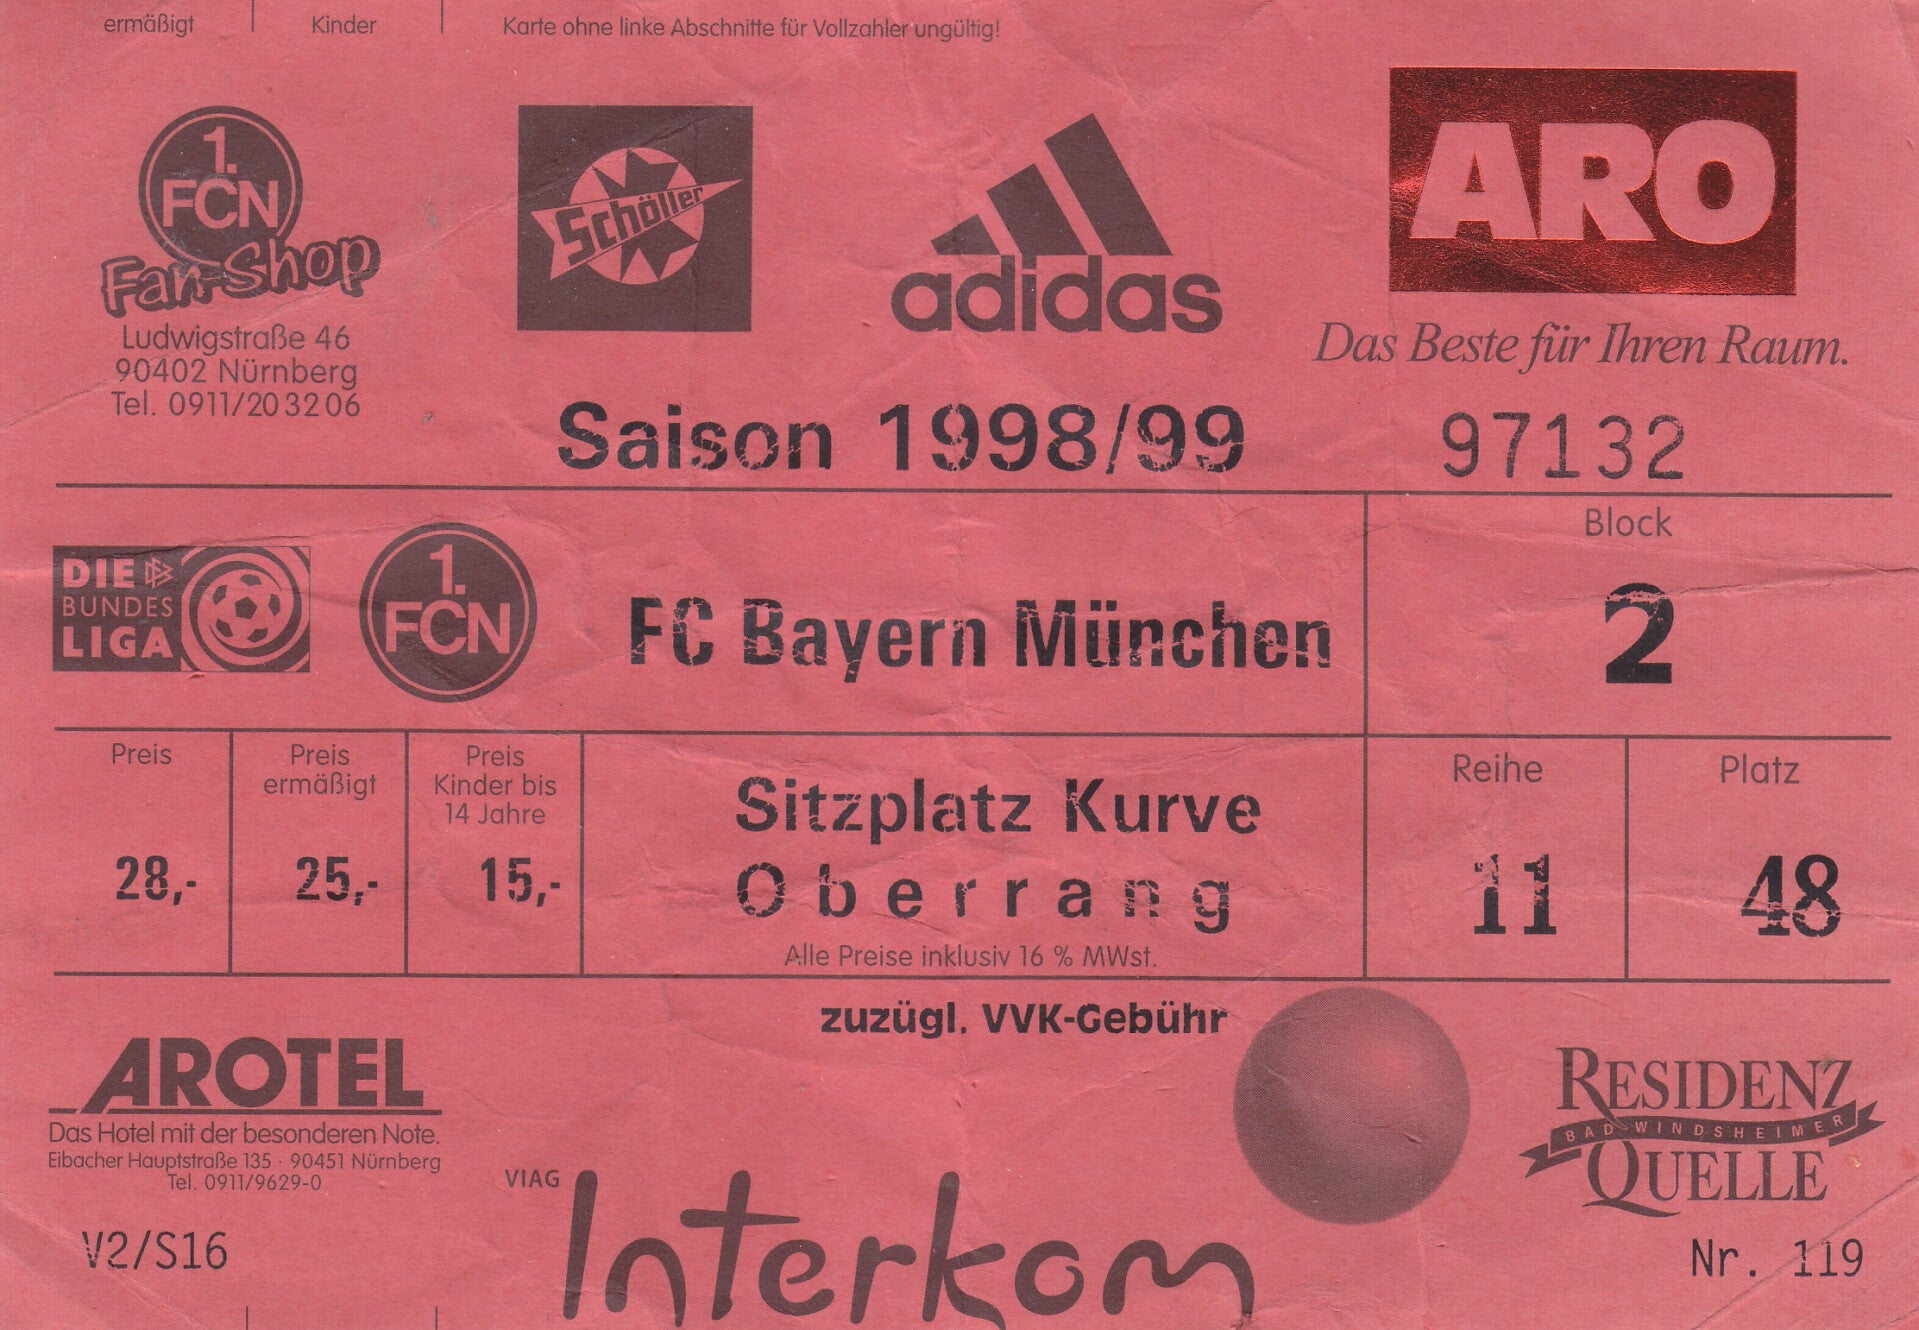 ermäßigt Kinder Karte ohne linke Abschnitte für Vollzahler ungültig!
1.
FCN
Fan-Shop
Ludwigstraße 46
90402 Nürnberg
Tel. 0911/203206
Schöller
adidas
ARO
Das Beste für Ihren Raum.
Saison 1998/99
97132
DIE DFB
BUNDES
LIGA
1.
FCN
FC Bayern München
Block
2
Preis
28,-
Preis
ermäßigt
25,-
Preis
Kinder bis
14 Jahre
15,-
Sitzplatz Kurve
Oberrang
Alle Preise inklusiv 16 % MWst.
Reihe
11
Platz
48
zuzügl. VVK-Gebühr
AROTEL
Das Hotel mit der besonderen Note.
Eibacher Hauptstraße 135 · 90451 Nürnberg
Tel. 0911/9629-0
V2/S16
VIAG
Interkom
RESIDENZ
BAD WINDSHEIMER
QUELLE
Nr. 119